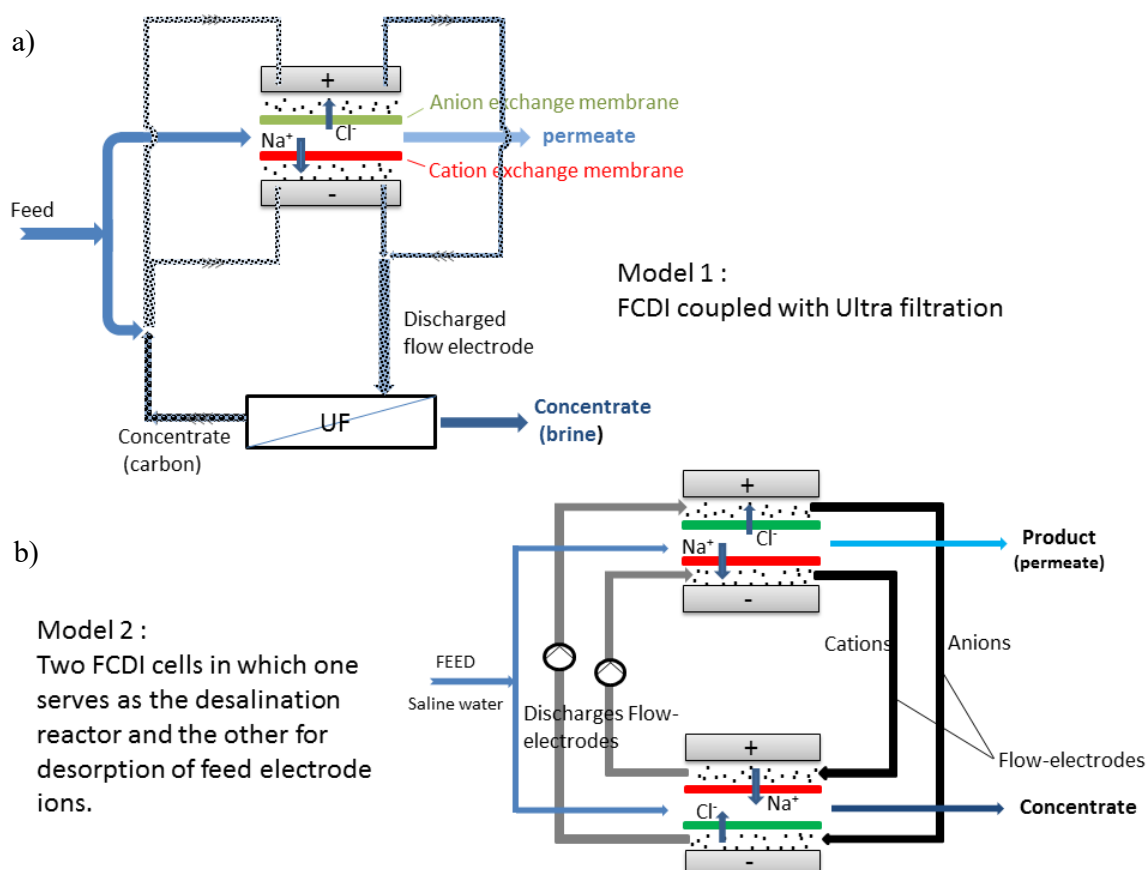 a)
+
Anion exchange membrane
Na+
Cl-
permeate
Cation exchange membrane
-
Feed
Model 1 :
FCDI coupled with Ultra filtration
Discharged
flow electrode
UF
Concentrate
(brine)
Concentrate
(carbon)
b)
+
Na+
Cl-
Product
(permeate)
-
Model 2 :
Two FCDI cells in which one
serves as the desalination
reactor and the other for
desorption of feed electrode
ions.
Cations
Anions
FEED
Saline water
Discharges Flow-
electrodes
Flow-electrodes
+
Na+
Cl-
Concentrate
-